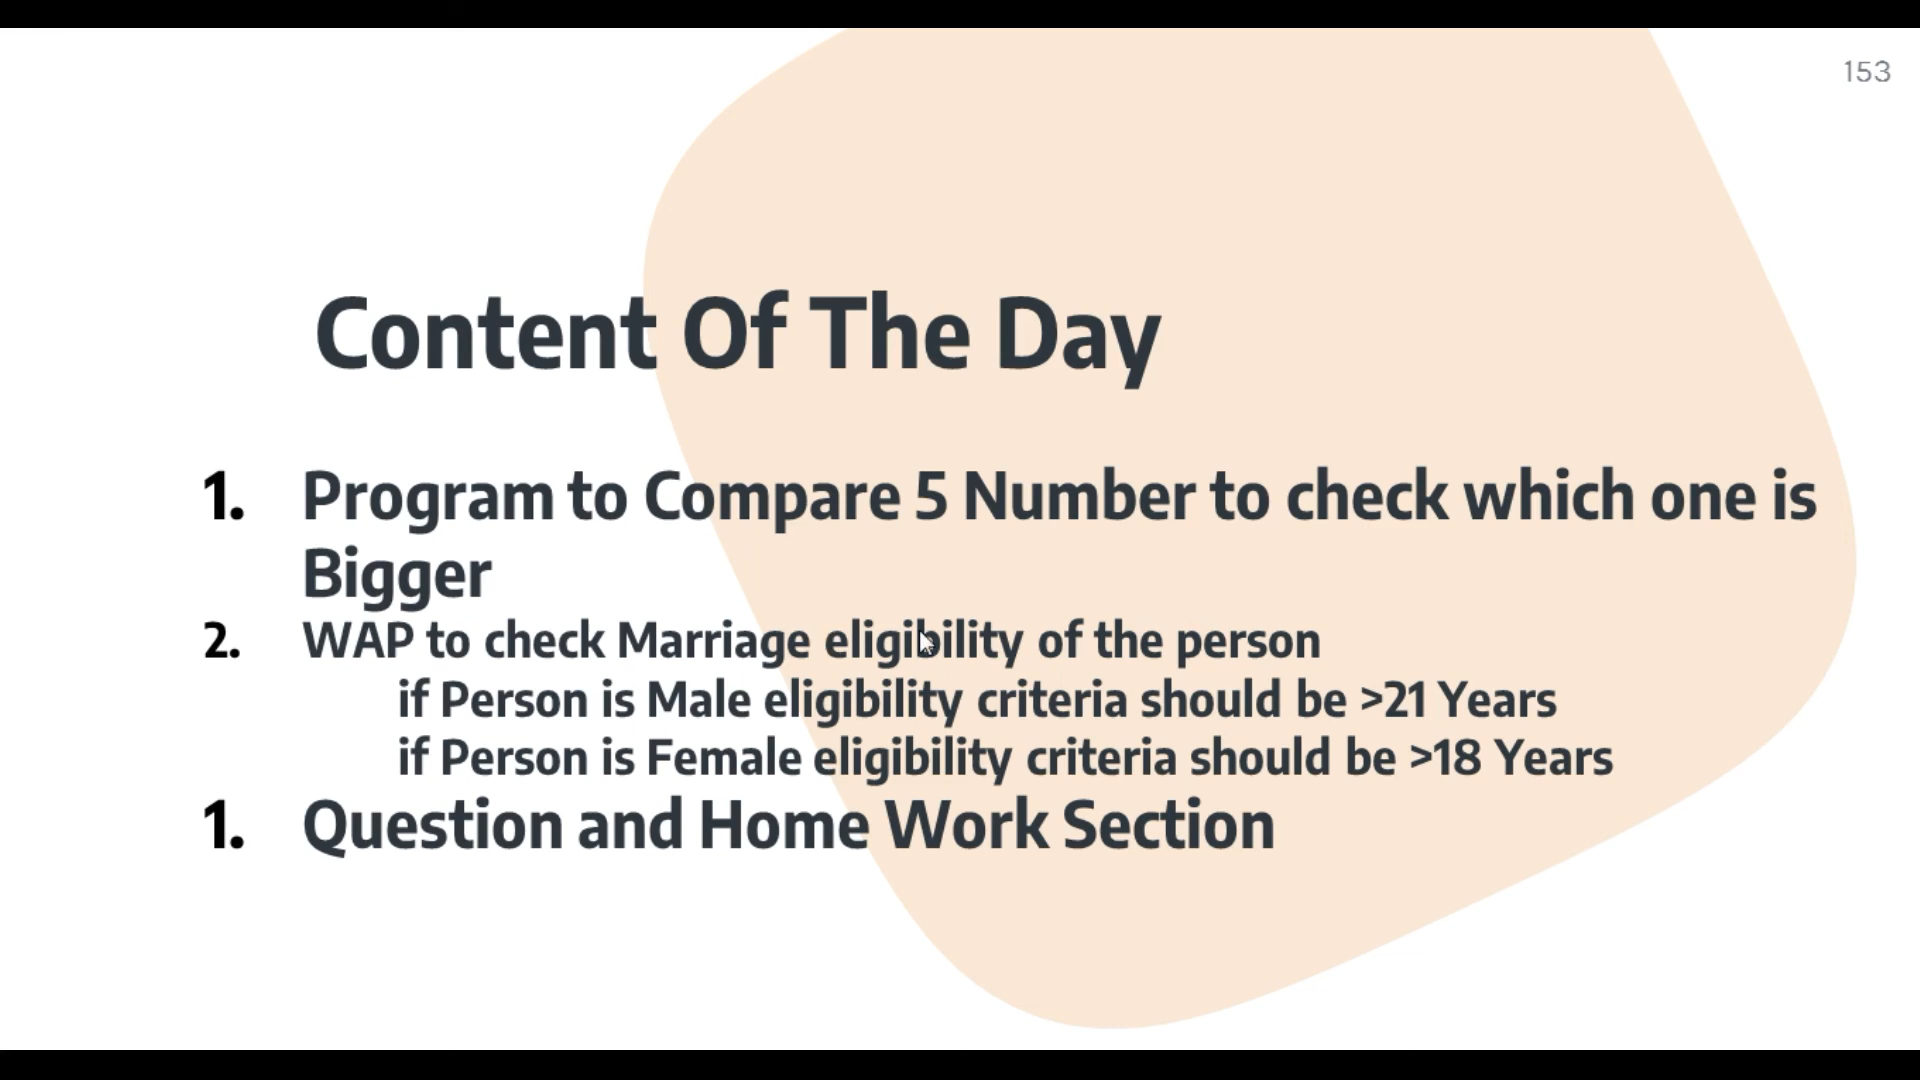 153
Content Of The Day
1. Program to Compare 5 Number to check which one is
Bigger
2. WAP to check Marriage eligibility of the person
if Person is Male eligibility criteria should be >21 Years
if Person is Female eligibility criteria should be >18 Years
1. Question and Home Work Section